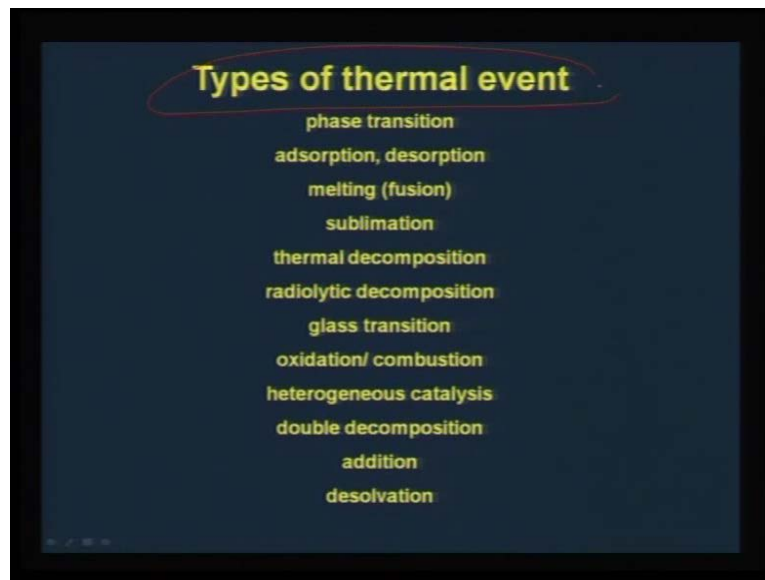 Types of thermal event
phase transition
adsorption, desorption
melting (fusion)
sublimation
thermal decomposition
radiolytic decomposition
glass transition
oxidation/ combustion
heterogeneous catalysis
double decomposition
addition
desolvation